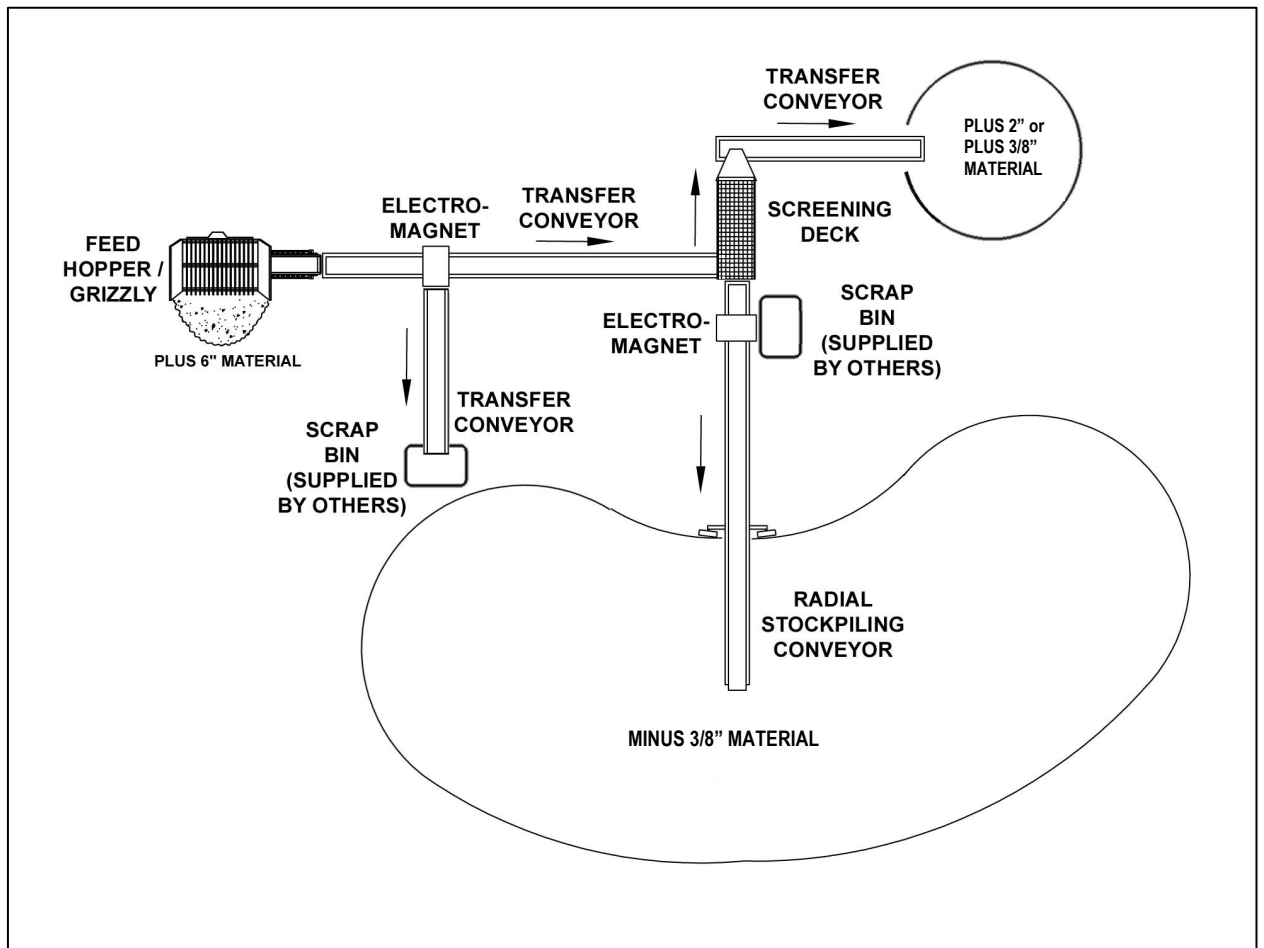 TRANSFER
CONVEYOR
PLUS 2” or
PLUS 3/8”
MATERIAL
ELECTRO-
MAGNET
TRANSFER
CONVEYOR
SCREENING
DECK
FEED
HOPPER /
GRIZZLY
PLUS 6" MATERIAL
ELECTRO-
MAGNET
SCRAP
BIN
(SUPPLIED
BY OTHERS)
TRANSFER
CONVEYOR
SCRAP
BIN
(SUPPLIED
BY OTHERS)
RADIAL
STOCKPILING
CONVEYOR
MINUS 3/8” MATERIAL